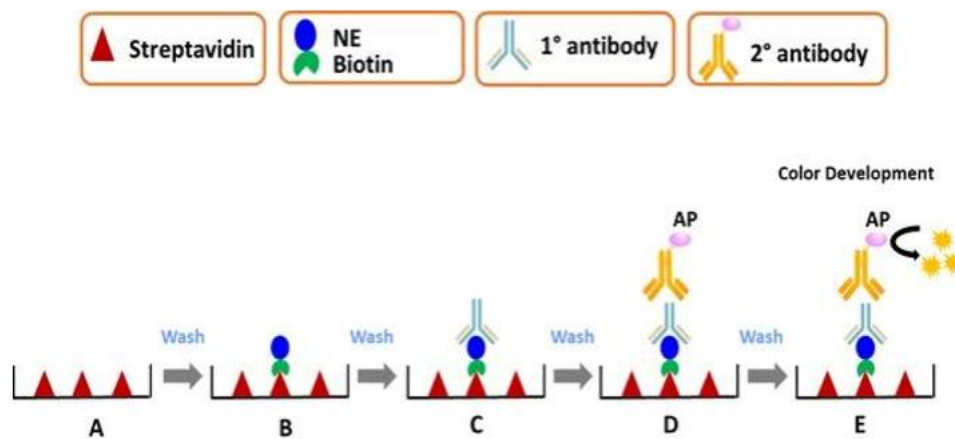 Streptavidin
NE
Biotin
1° antibody
2° antibody
Color Development
AP
AP
Wash
Wash
Wash
Wash
A
B
C
D
E